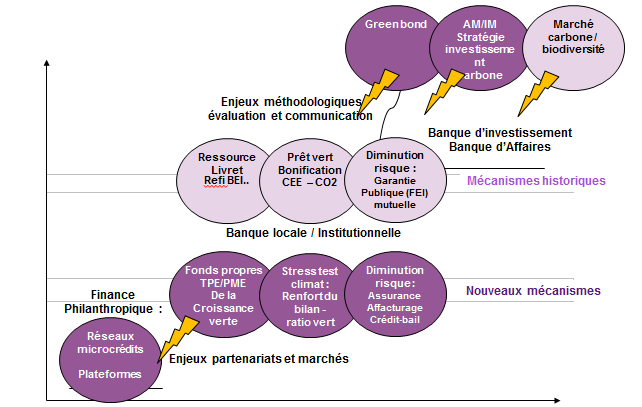 Green bond
AM/IM
Stratégie
investisseme
nt
carbone
Marché
carbone /
biodiversité
Enjeux méthodologiques
évaluation et communication
Banque d'investissement
Banque d'Affaires
Ressource
Livret
Refi BEI..
Prêt vert
Bonification
CEE – CO2
Diminution
risque :
Garantie
Publique (FEI)
mutuelle
Mécanismes historiques
Banque locale / Institutionnelle
Fonds propres
TPE/PME
De la
Croissance
verte
Stress test
climat :
Renfort du
bilan -
ratio vert
Diminution
risque :
Assurance
Affacturage
Crédit-bail
Nouveaux mécanismes
Finance
Philanthropique :
Réseaux
microcrédits
Plateformes
Enjeux partenariats et marchés